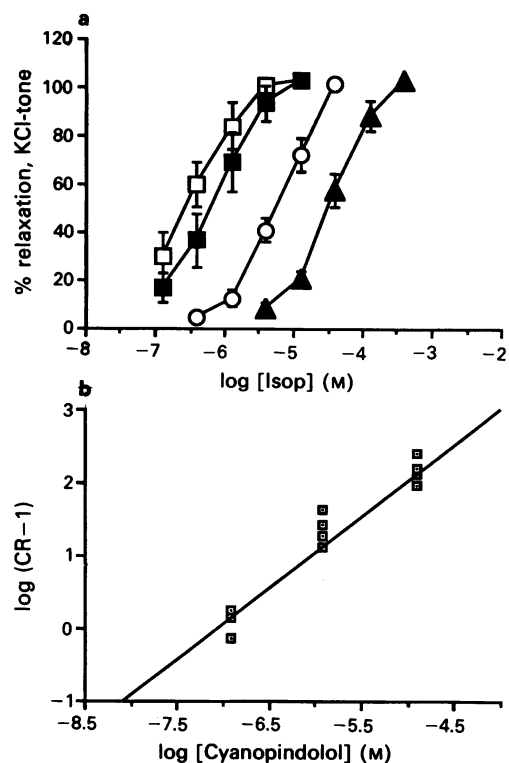 a
% relaxation, KCl-tone
120
100
80
60
40
20
0
−8 −7 −6 −5 −4 −3 −2
log [Isop] (M)
b
log (CR−1)
3
2
1
0
−1
−8.5 −7.5 −6.5 −5.5 −4.5
log [Cyanopindolol] (M)